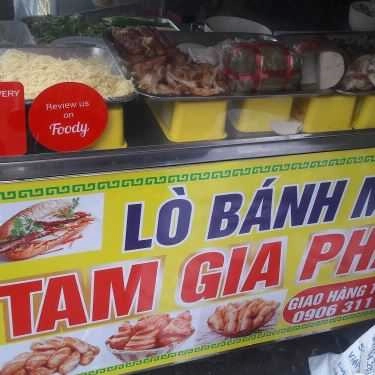 VERY
Review us
on
Foody
LÒ BÁNH M
TAM GIA PH
GIAO HÀNG T
0906 311